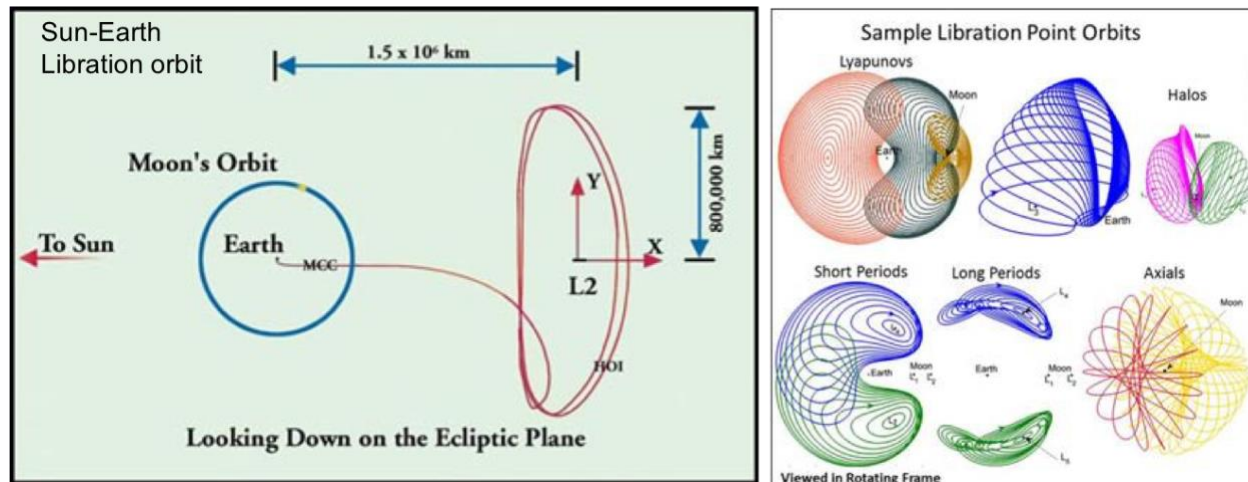 Sun-Earth
Libration orbit
1.5 x 10⁶ km
Moon's Orbit
Earth
MCC
To Sun
Y
X
L2
800,000 km
HOI
Looking Down on the Ecliptic Plane
Sample Libration Point Orbits
Lyapunovs
Moon
Earth
L₃
Earth
Halos
Moon
Short Periods
Earth
Moon
L₁ L₂
Long Periods
L₄
Earth
Moon
L₁ L₂
L₅
Axials
Moon
Viewed in Rotating Frame